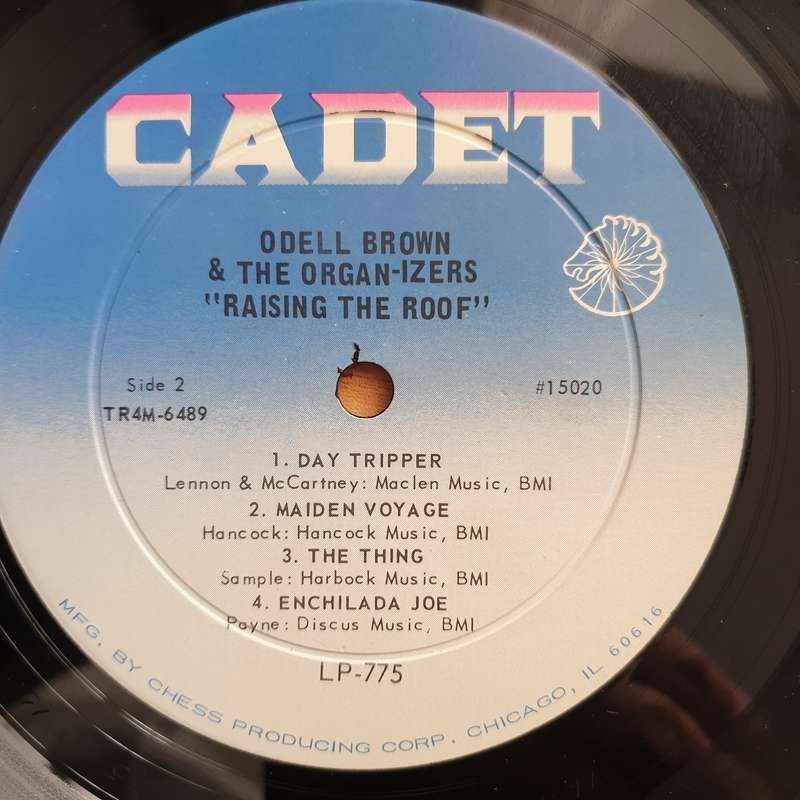 CADET
ODELL BROWN
& THE ORGAN-IZERS
"RAISING THE ROOF"
Side 2
#15020
TR4M-6489
1. DAY TRIPPER
Lennon & McCartney: Maclen Music, BMI
2. MAIDEN VOYAGE
Hancock: Hancock Music, BMI
3. THE THING
Sample: Harbock Music, BMI
4. ENCHILADA JOE
Payne: Discus Music, BMI
LP-775
MFG. BY CHESS PRODUCING CORP. CHICAGO, IL 60616